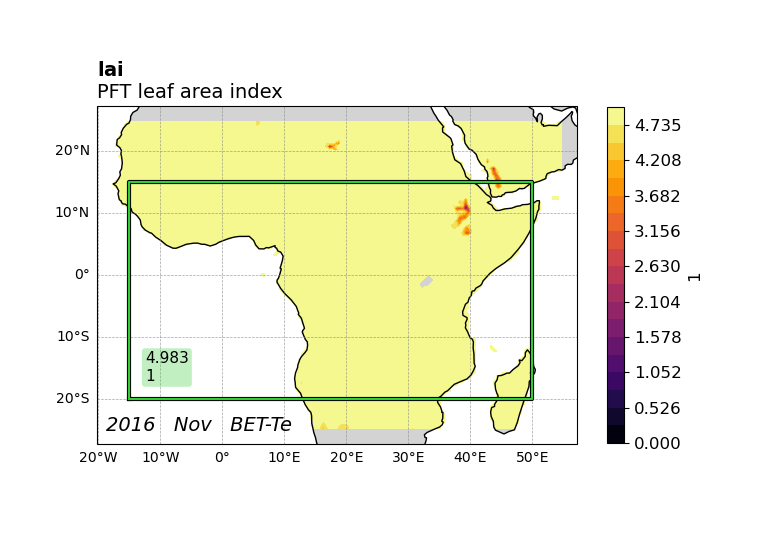 lai
PFT leaf area index
20°N
10°N
0°
10°S
20°S
20°W
10°W
0°
10°E
20°E
30°E
40°E
50°E
4.983
1
2016 Nov BET-Te
4.735
4.208
3.682
3.156
2.630
2.104
1.578
1.052
0.526
0.000
1